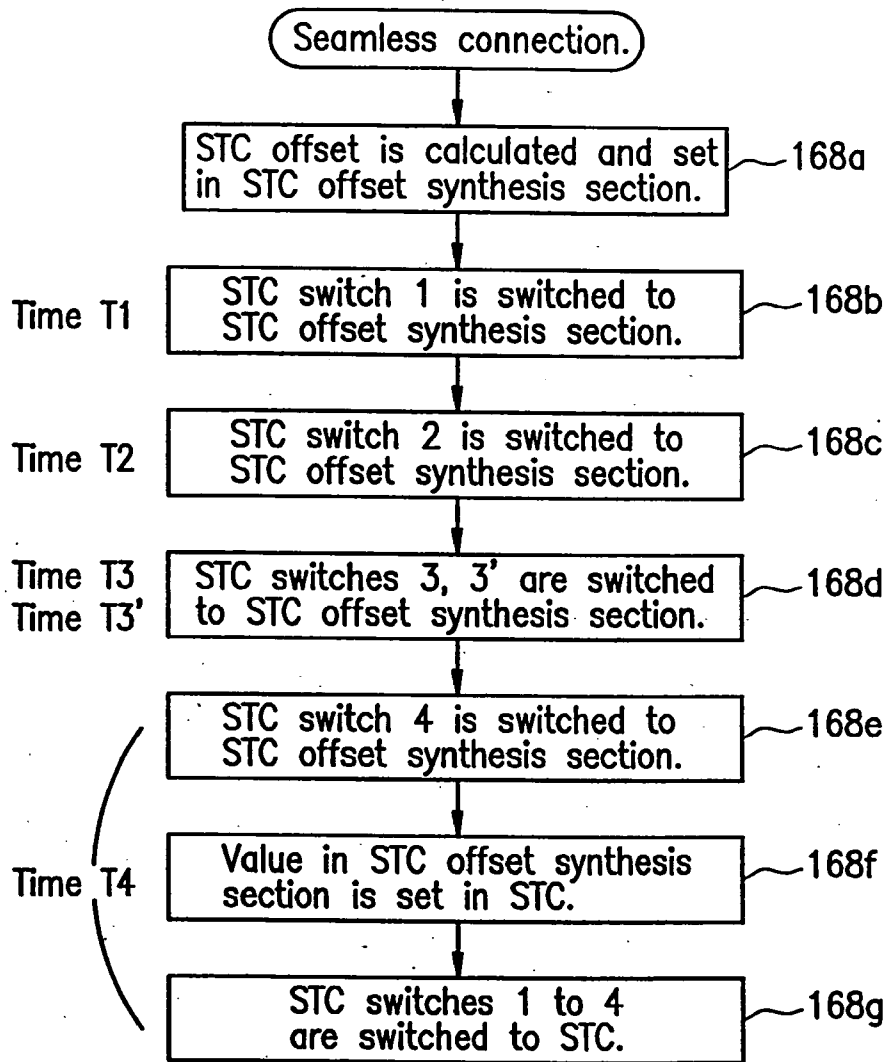 Seamless connection.
STC offset is calculated and set
in STC offset synthesis section.
168a
Time T1
STC switch 1 is switched to
STC offset synthesis section.
168b
Time T2
STC switch 2 is switched to
STC offset synthesis section.
168c
Time T3
Time T3'
STC switches 3, 3' are switched
to STC offset synthesis section.
168d
STC switch 4 is switched to
STC offset synthesis section.
168e
Time T4
Value in STC offset synthesis
section is set in STC.
168f
STC switches 1 to 4
are switched to STC.
168g